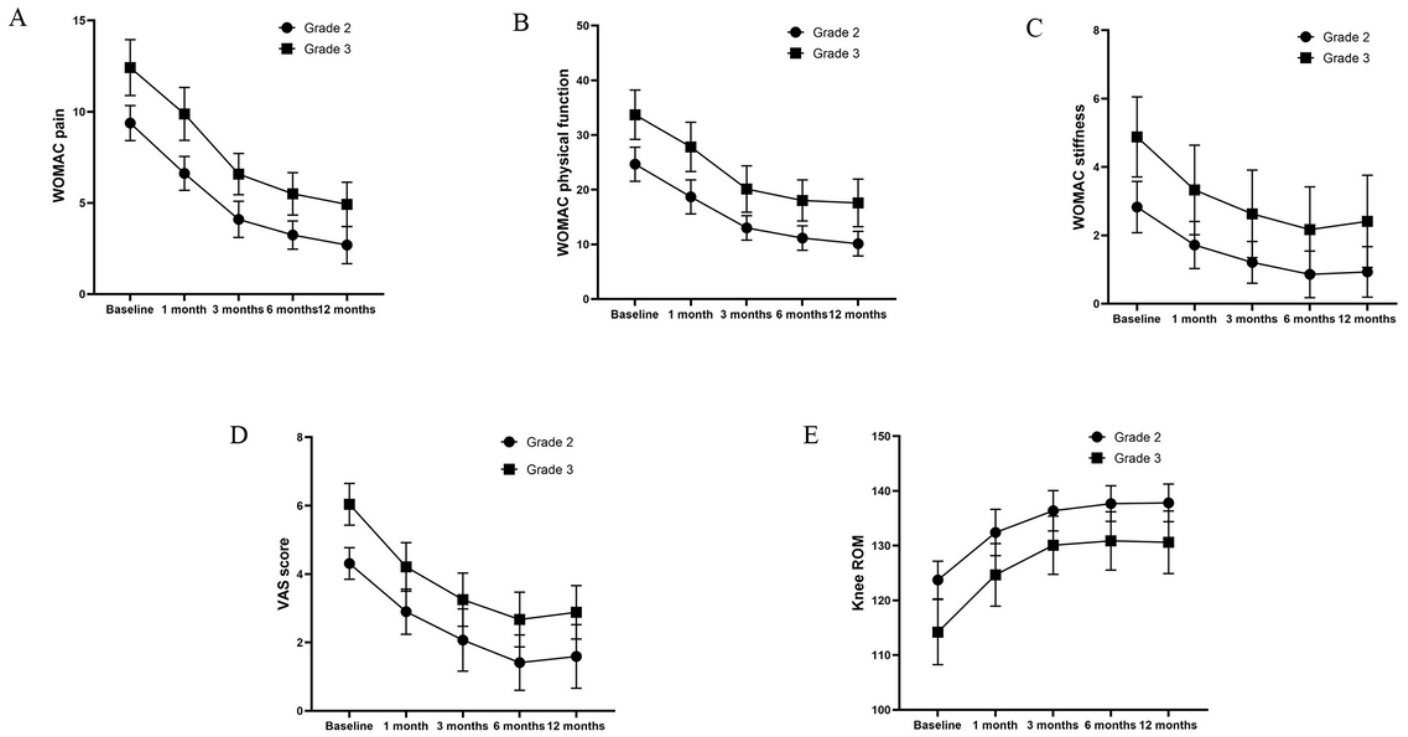 A
WOMAC pain
15
10
5
0
Grade 2
Grade 3
Baseline 1 month 3 months 6 months 12 months
B
WOMAC physical function
50
40
30
20
10
0
Grade 2
Grade 3
Baseline 1 month 3 months 6 months 12 months
C
WOMAC stiffness
8
6
4
2
0
Grade 2
Grade 3
Baseline 1 month 3 months 6 months 12 months
D
VAS score
8
6
4
2
0
Grade 2
Grade 3
Baseline 1 month 3 months 6 months 12 months
E
Knee ROM
150
140
130
120
110
100
Grade 2
Grade 3
Baseline 1 month 3 months 6 months 12 months